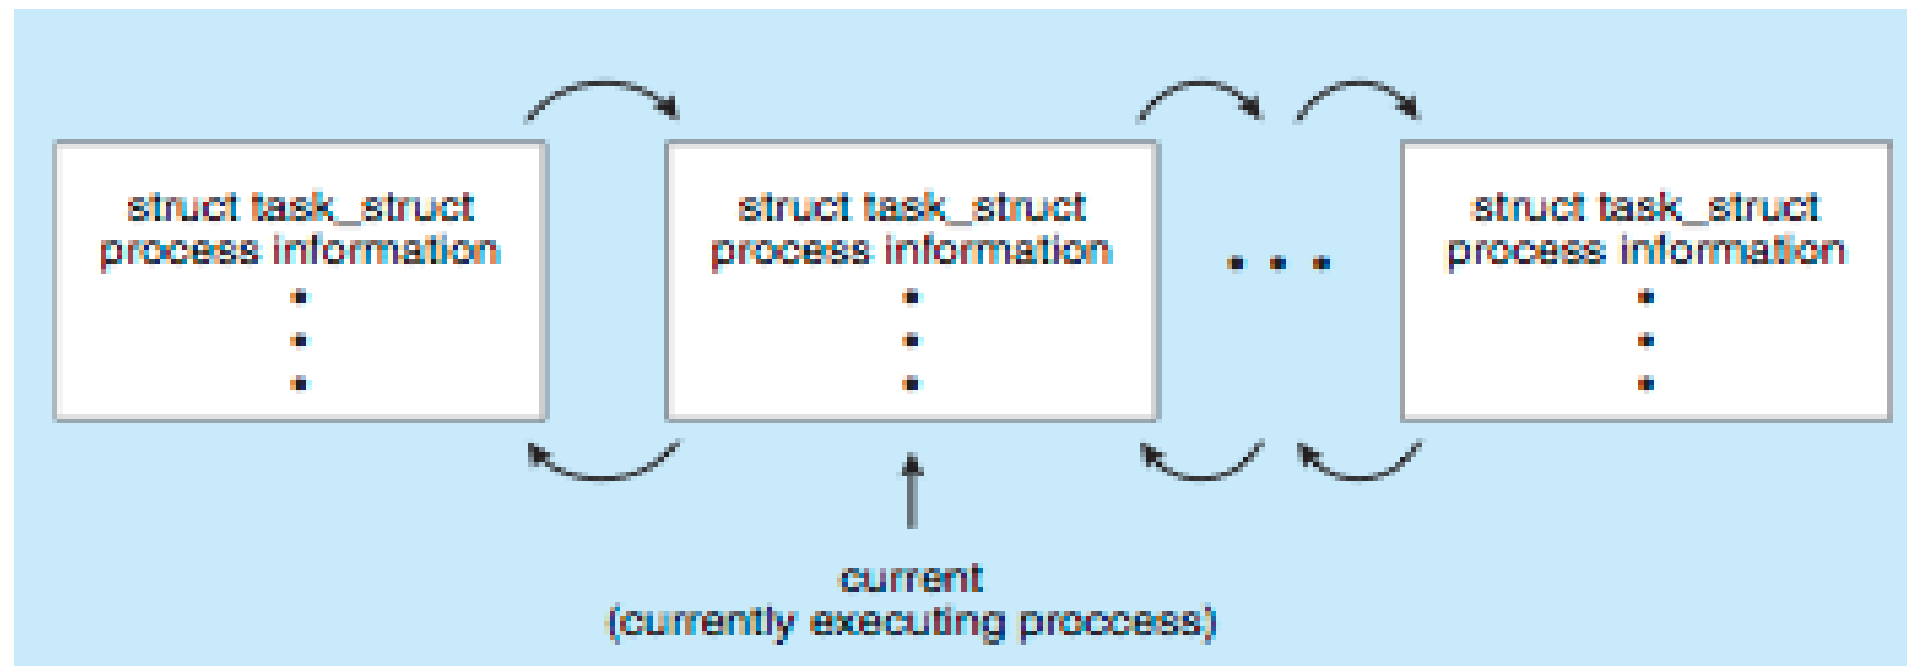 struct task_struct
process information
struct task_struct
process information
struct task_struct
process information
current
(currently executing proccess)